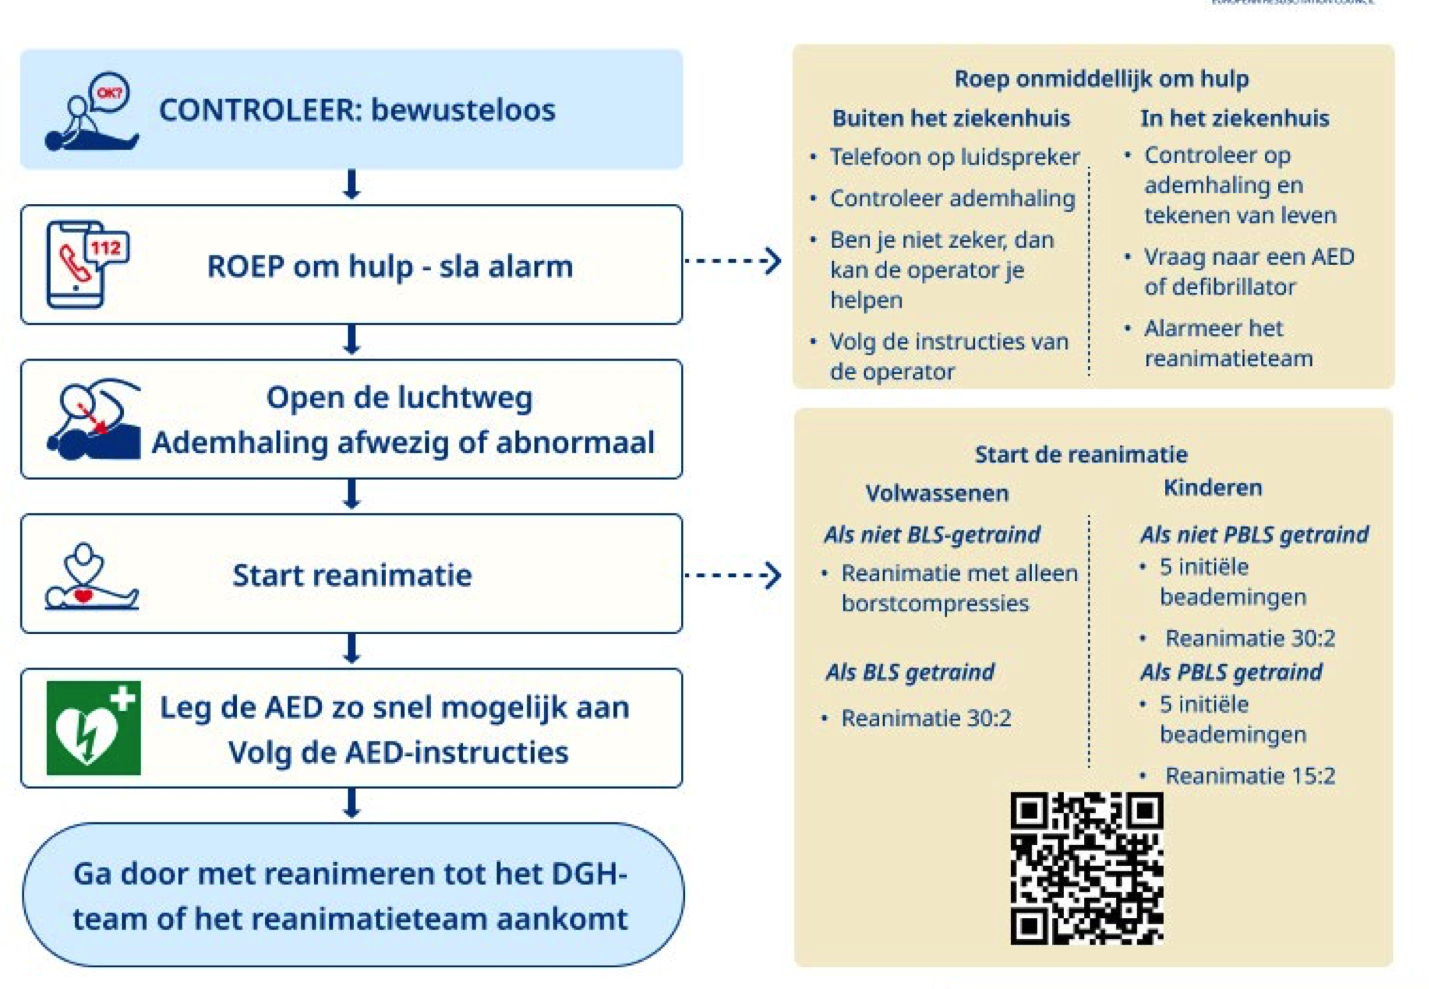 EUROPEAN RESUSCITATION COUNCIL
OK?
CONTROLEER: bewusteloos
112
ROEP om hulp - sla alarm
Open de luchtweg
Ademhaling afwezig of abnormaal
Start reanimatie
Leg de AED zo snel mogelijk aan
Volg de AED-instructies
Ga door met reanimeren tot het DGH-
team of het reanimatieteam aankomt
Roep onmiddellijk om hulp
Buiten het ziekenhuis
• Telefoon op luidspreker
• Controleer ademhaling
• Ben je niet zeker, dan
kan de operator je
helpen
• Volg de instructies van
de operator
In het ziekenhuis
• Controleer op
ademhaling en
tekenen van leven
• Vraag naar een AED
of defibrillator
• Alarmeer het
reanimatieteam
Start de reanimatie
Volwassenen
Als niet BLS-getraind
• Reanimatie met alleen
borstcompressies
Als BLS getraind
• Reanimatie 30:2
Kinderen
Als niet PBLS getraind
• 5 initiële
beademingen
• Reanimatie 30:2
Als PBLS getraind
• 5 initiële
beademingen
• Reanimatie 15:2